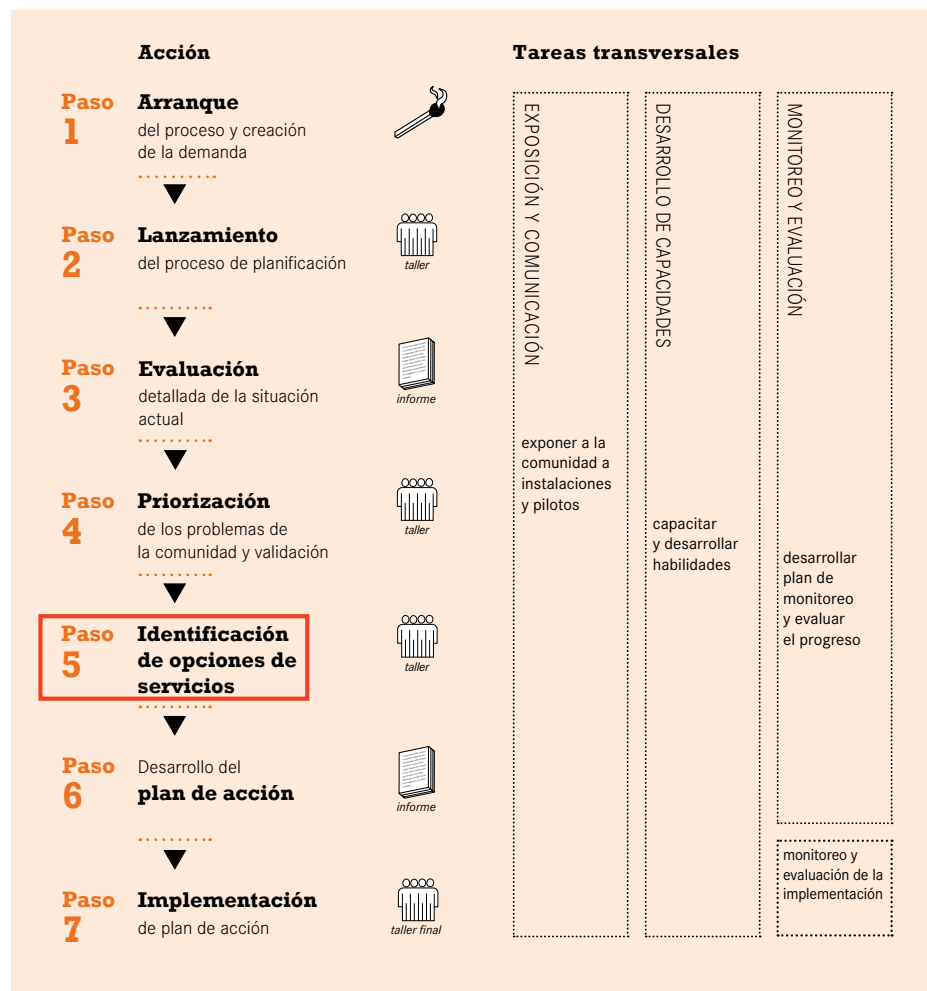 Acción
Tareas transversales
Paso
1
Arranque
del proceso y creación
de la demanda
Paso
2
Lanzamiento
del proceso de planificación
taller
Paso
3
Evaluación
detallada de la situación
actual
informe
Paso
4
Priorización
de los problemas de
la comunidad y validación
taller
Paso
5
Identificación
de opciones de
servicios
taller
Paso
6
Desarrollo del
plan de acción
informe
Paso
7
Implementación
de plan de acción
taller final
EXPOSICIÓN Y COMUNICACIÓN
exponer a la
comunidad a
instalaciones
y pilotos
DESARROLLO DE CAPACIDADES
capacitar
y desarrollar
habilidades
MONITOREO Y EVALUACIÓN
desarrollar
plan de
monitoreo
y evaluar
el progreso
monitoreo y
evaluación de la
implementación